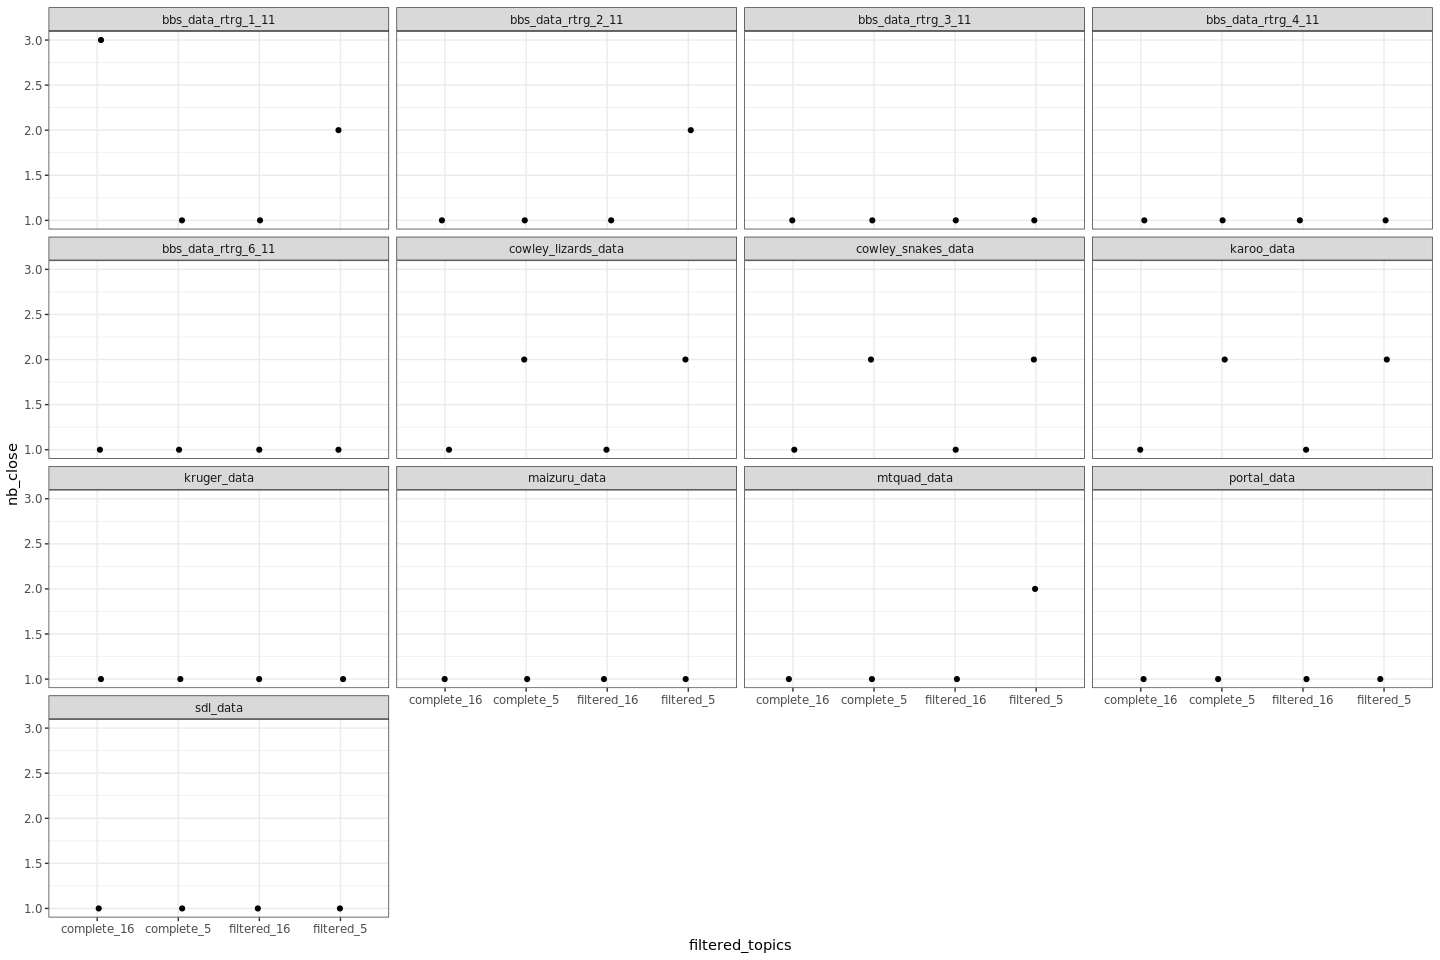 bbs_data_rtrg_1_11 bbs_data_rtrg_2_11 bbs_data_rtrg_3_11 bbs_data_rtrg_4_11
3.0
2.5
2.0
1.5
1.0
bbs_data_rtrg_6_11 cowley_lizards_data cowley_snakes_data karoo_data
3.0
2.5
2.0
1.5
1.0
nb_close
kruger_data maizuru_data mtquad_data portal_data
3.0
2.5
2.0
1.5
1.0
complete_16 complete_5 filtered_16 filtered_5 complete_16 complete_5 filtered_16 filtered_5 complete_16 complete_5 filtered_16 filtered_5
sdl_data
3.0
2.5
2.0
1.5
1.0
complete_16 complete_5 filtered_16 filtered_5
filtered_topics